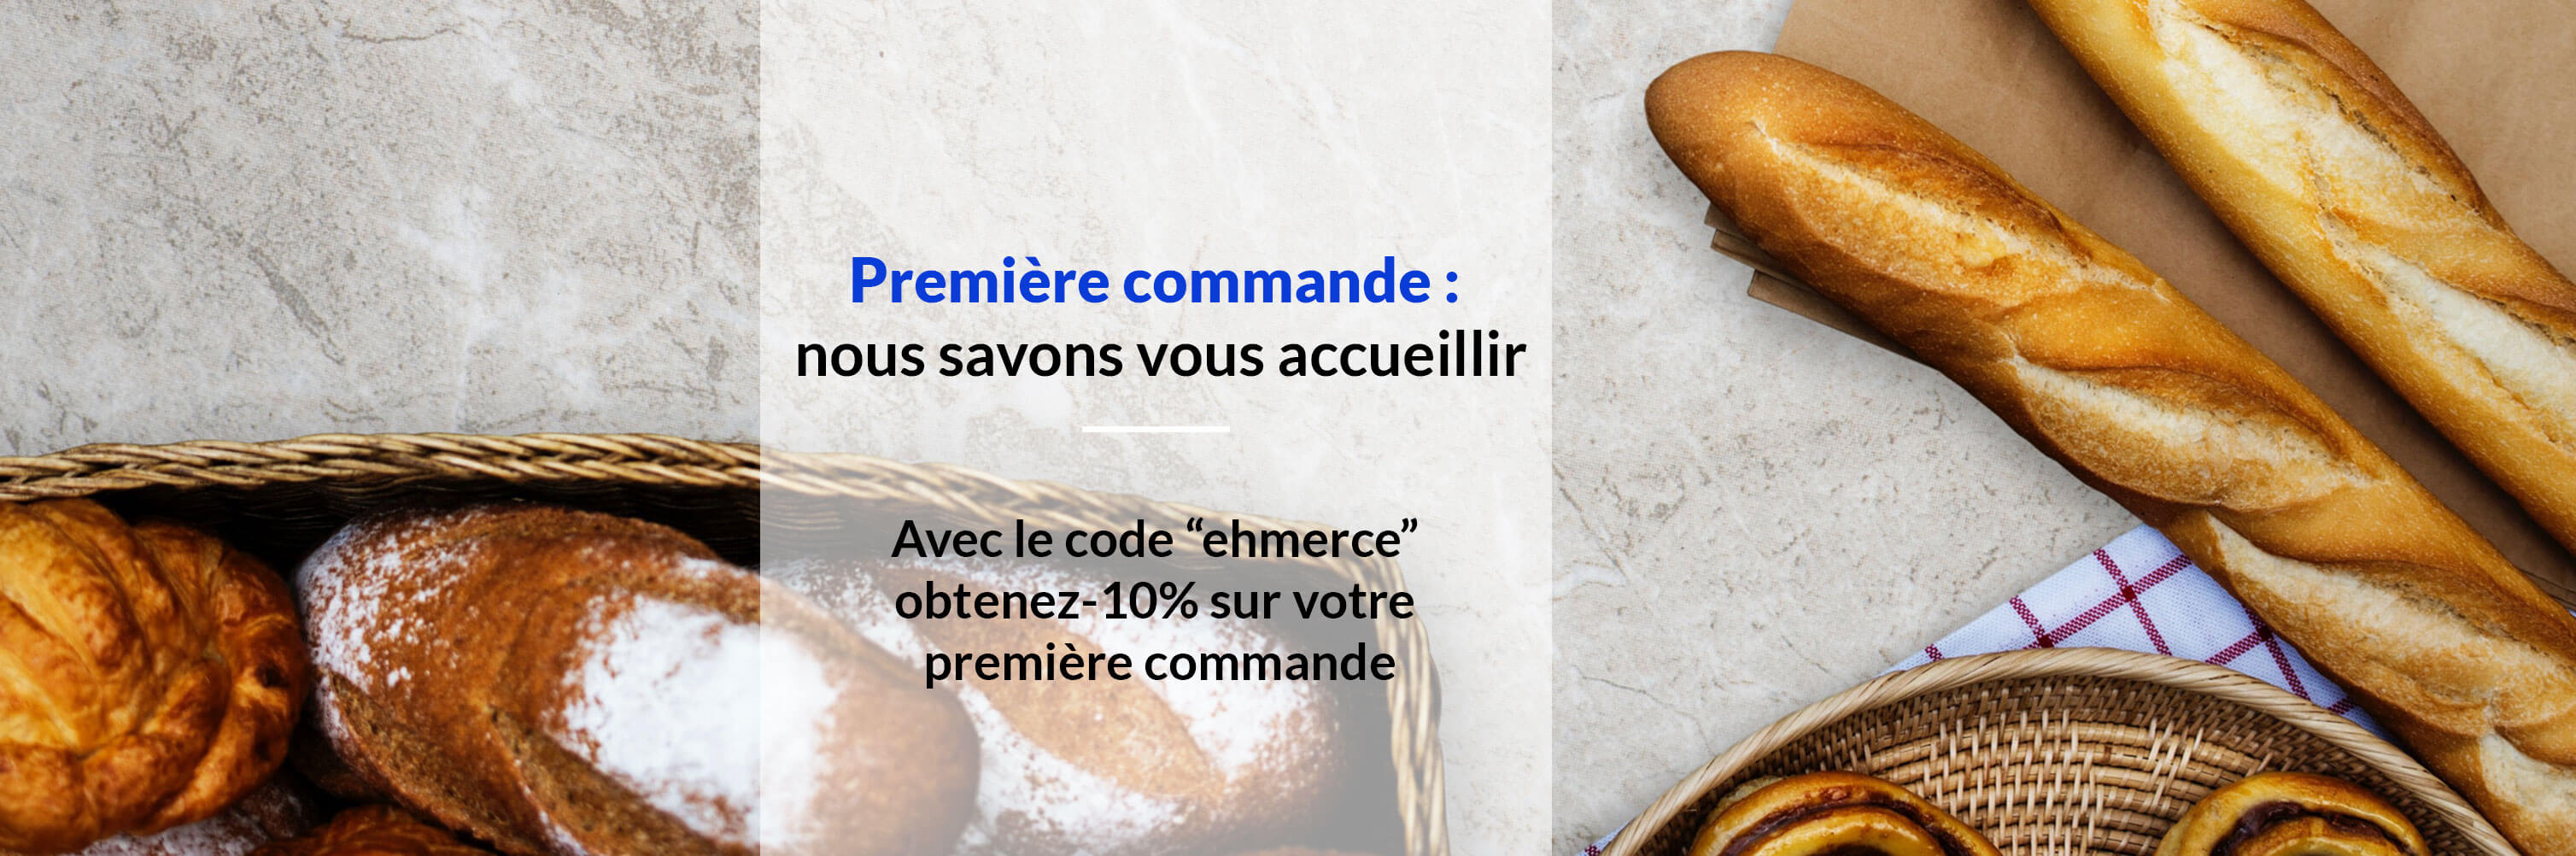 Première commande :
nous savons vous accueillir
Avec le code “ehmerce”
obtenez-10% sur votre
première commande